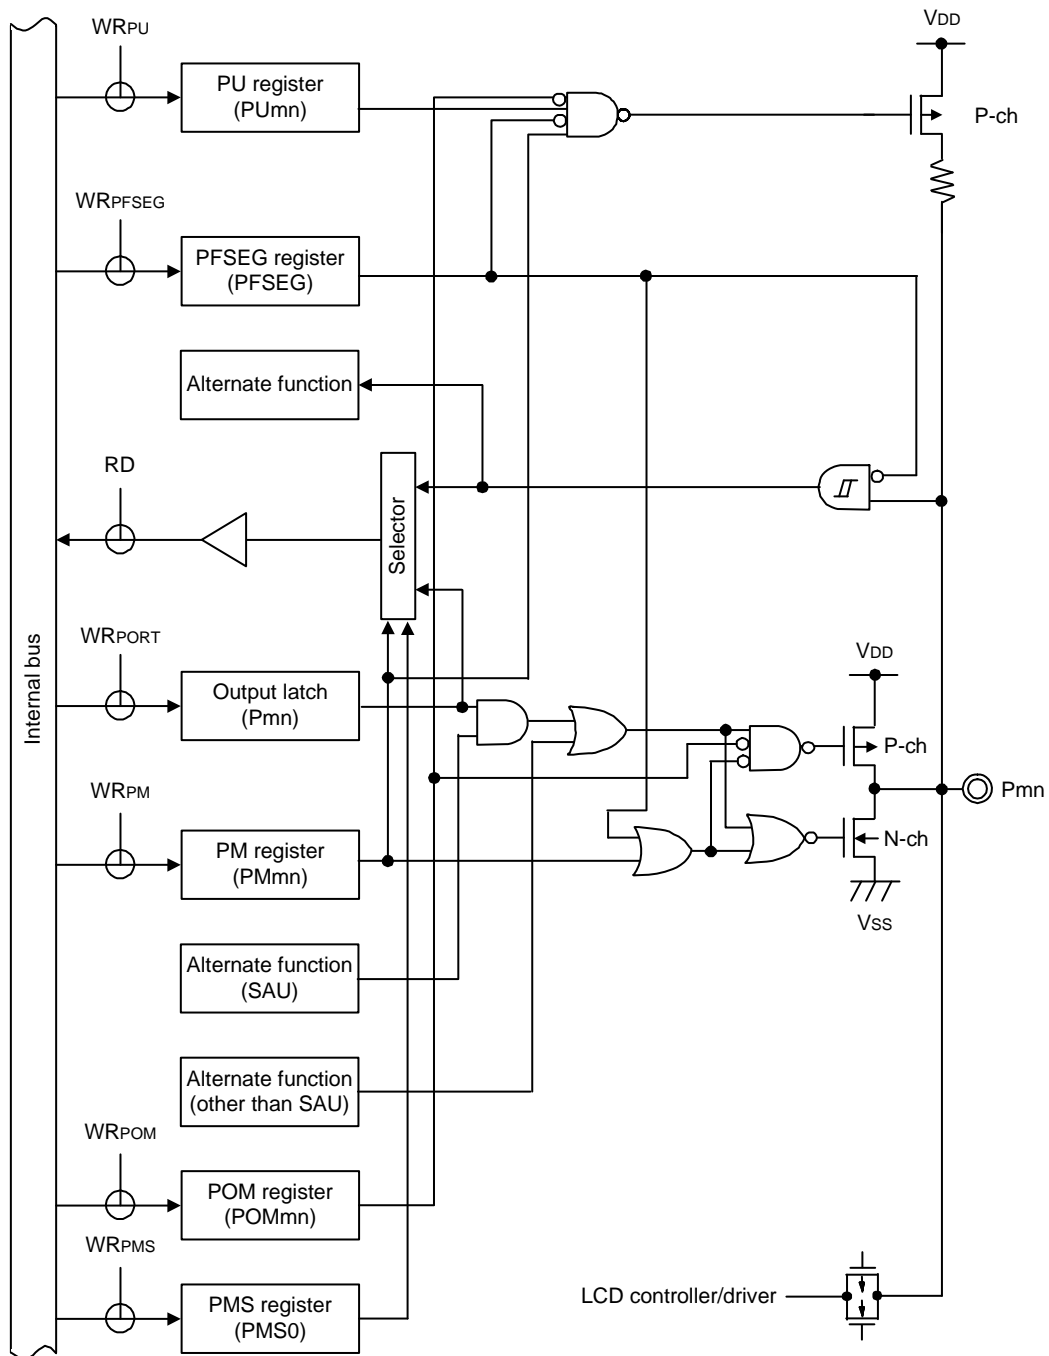 WRPU
VDD
PU register
(PUmn)
P-ch
WRPFSEG
PFSEG register
(PFSEG)
Alternate function
RD
Selector
Internal bus
WRPORT
VDD
Output latch
(Pmn)
P-ch
Pmn
WRPM
PM register
(PMmn)
N-ch
VSS
Alternate function
(SAU)
Alternate function
(other than SAU)
WRPOM
POM register
(POMmn)
WRPMS
PMS register
(PMS0)
LCD controller/driver